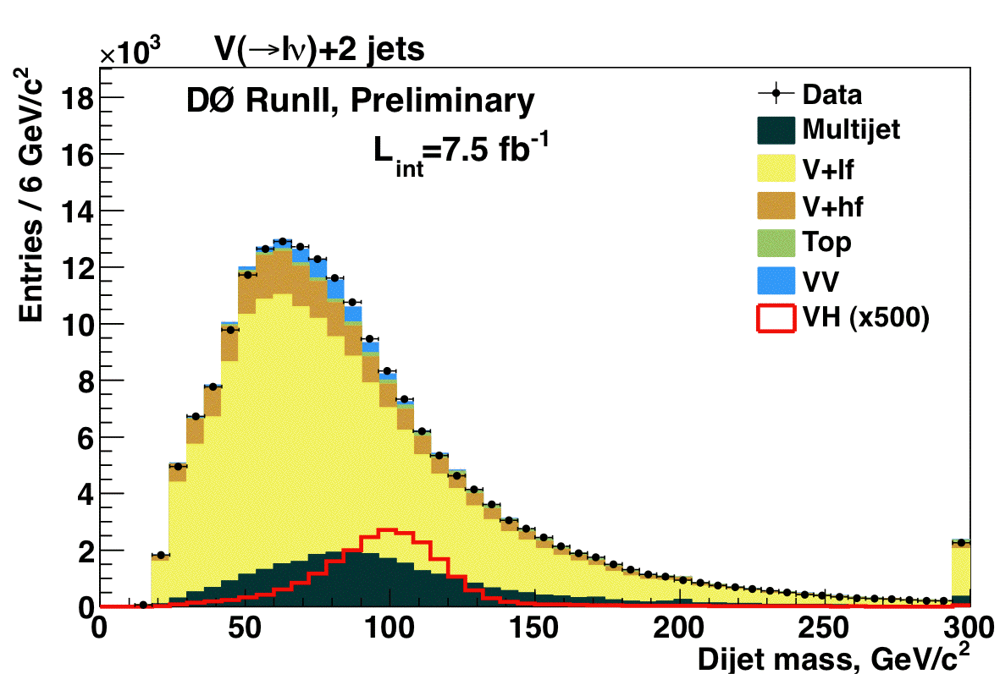 ×10³ V(→lν)+2 jets
Entries / 6 GeV/c²
DØ RunII, Preliminary
L_int=7.5 fb⁻¹
Data
Multijet
V+lf
V+hf
Top
VV
VH (x500)
18
16
14
12
10
8
6
4
2
0
0 50 100 150 200 250 300
Dijet mass, GeV/c²